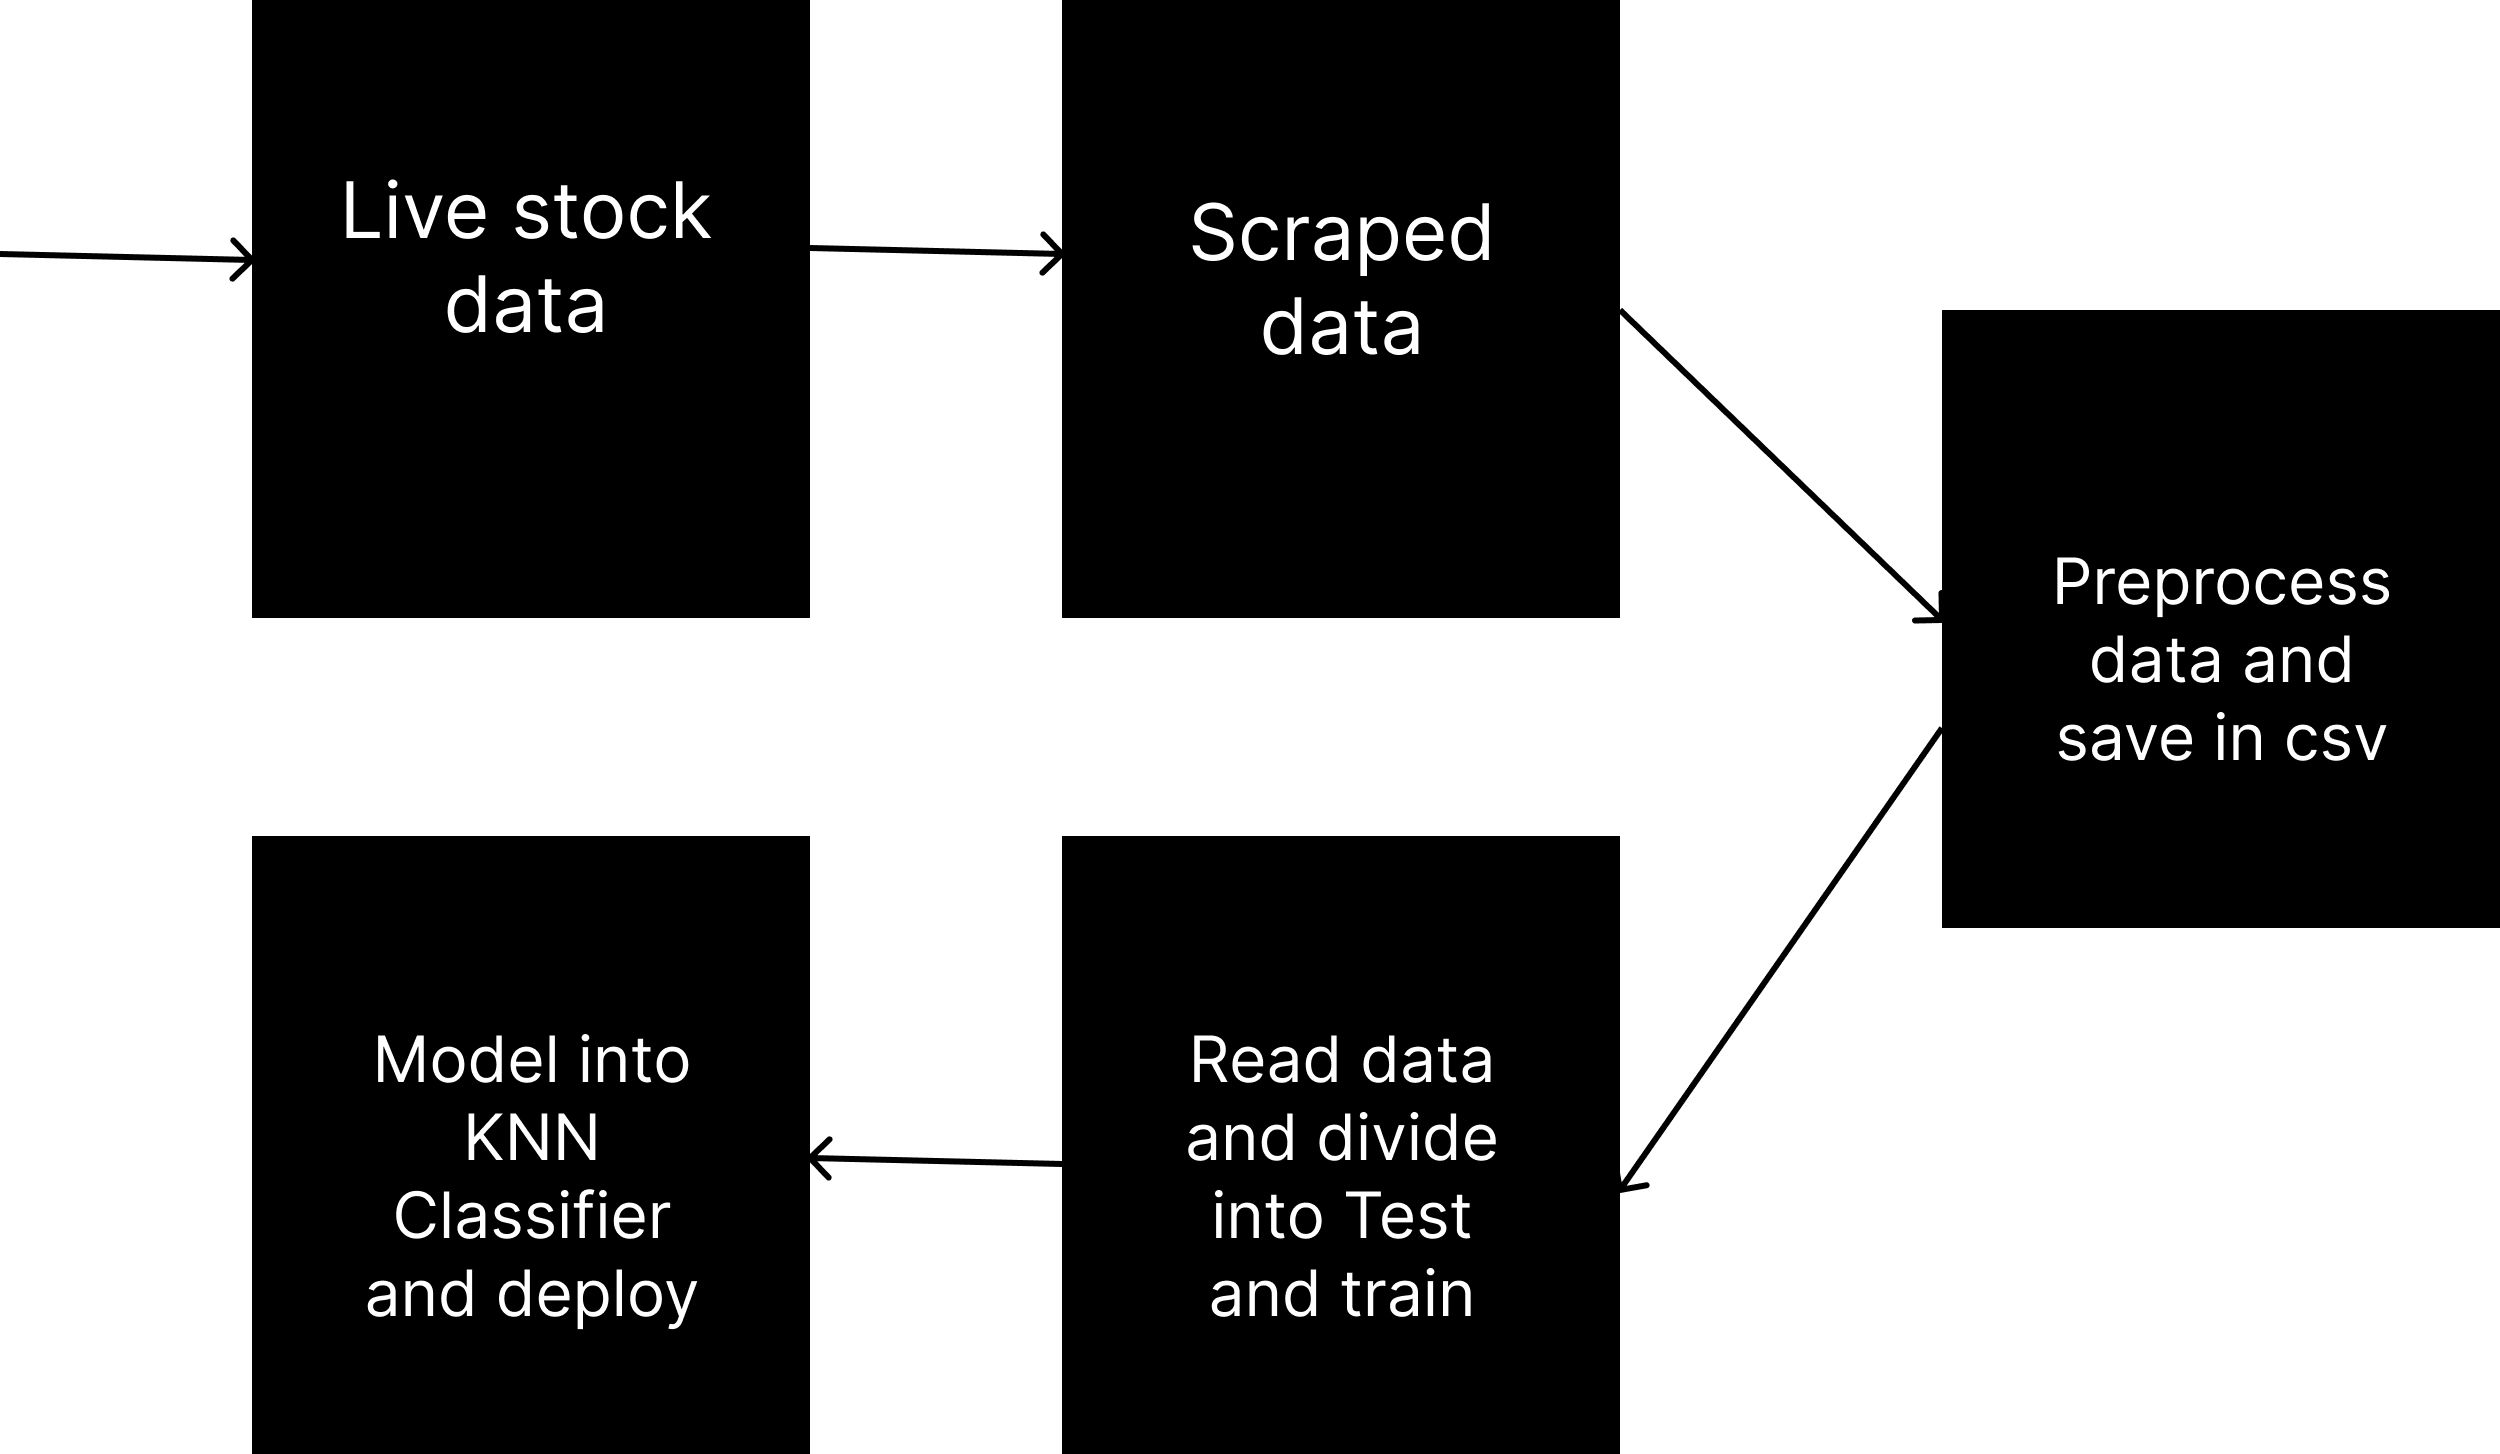 Live stock
data
Scraped
data
Preprocess
data and
save in csv
Read data
and divide
into Test
and train
Model into
KNN
Classifier
and deploy